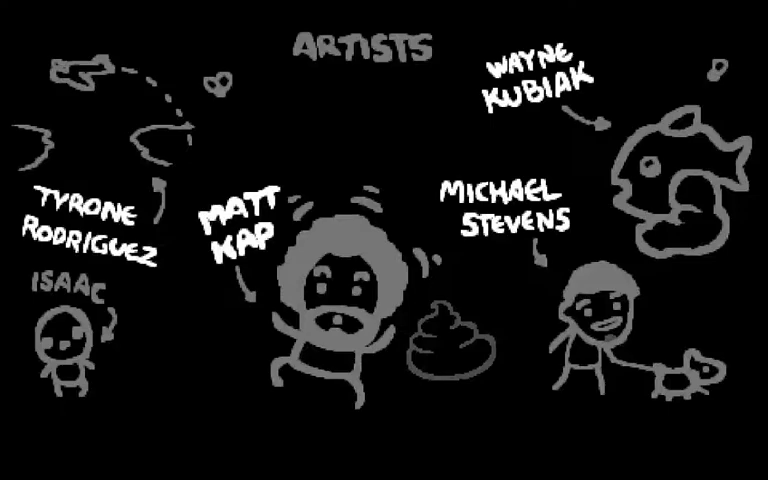 ARTISTS
WAYNE
KUBIAK
TYRONE
RODRIGUEZ
MATT
KAP
MICHAEL
STEVENS
ISAAC